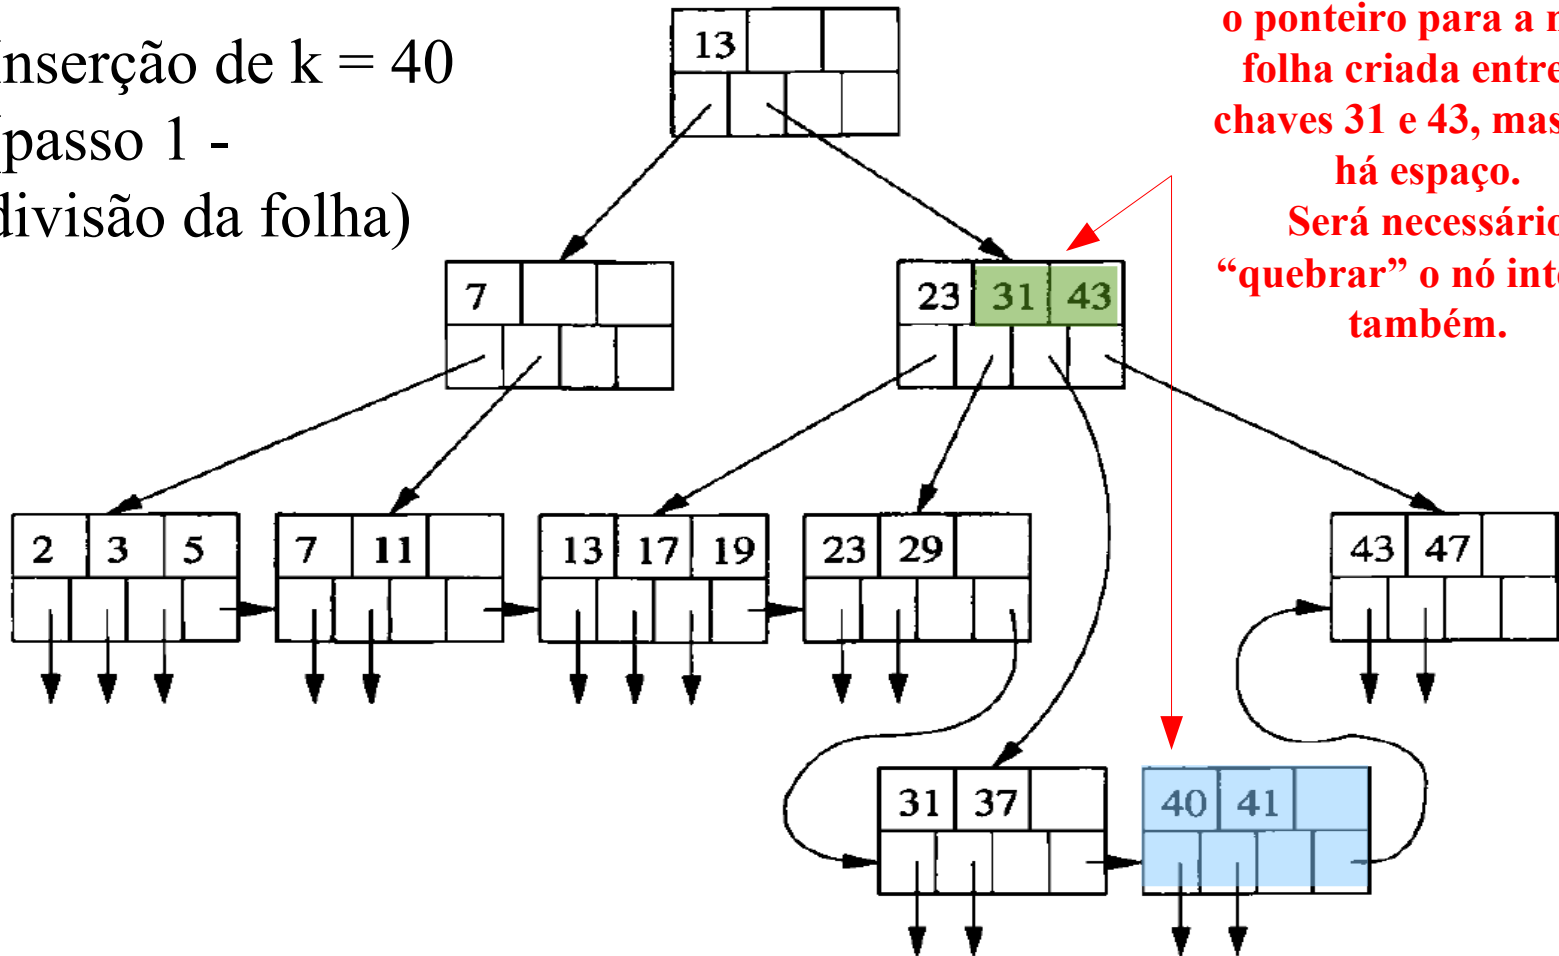 nserção de k = 40
(passo 1 -
divisão da folha)
o ponteiro para a
folha criada entre
chaves 31 e 43, mas
há espaço.
Será necessário
“quebrar” o nó
também.
13
7
23 31 43
2 3 5
7 11
13 17 19
23 29
43 47
31 37
40 41